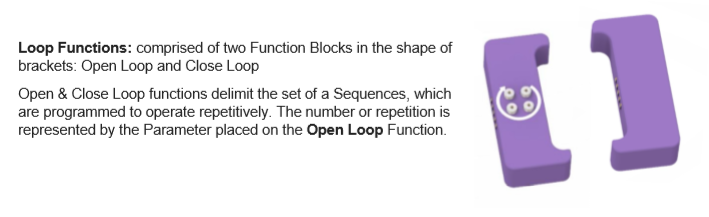 Loop Functions: comprised of two Function Blocks in the shape of
brackets: Open Loop and Close Loop
Open & Close Loop functions delimit the set of a Sequences, which
are programmed to operate repetitively. The number or repetition is
represented by the Parameter placed on the Open Loop Function.